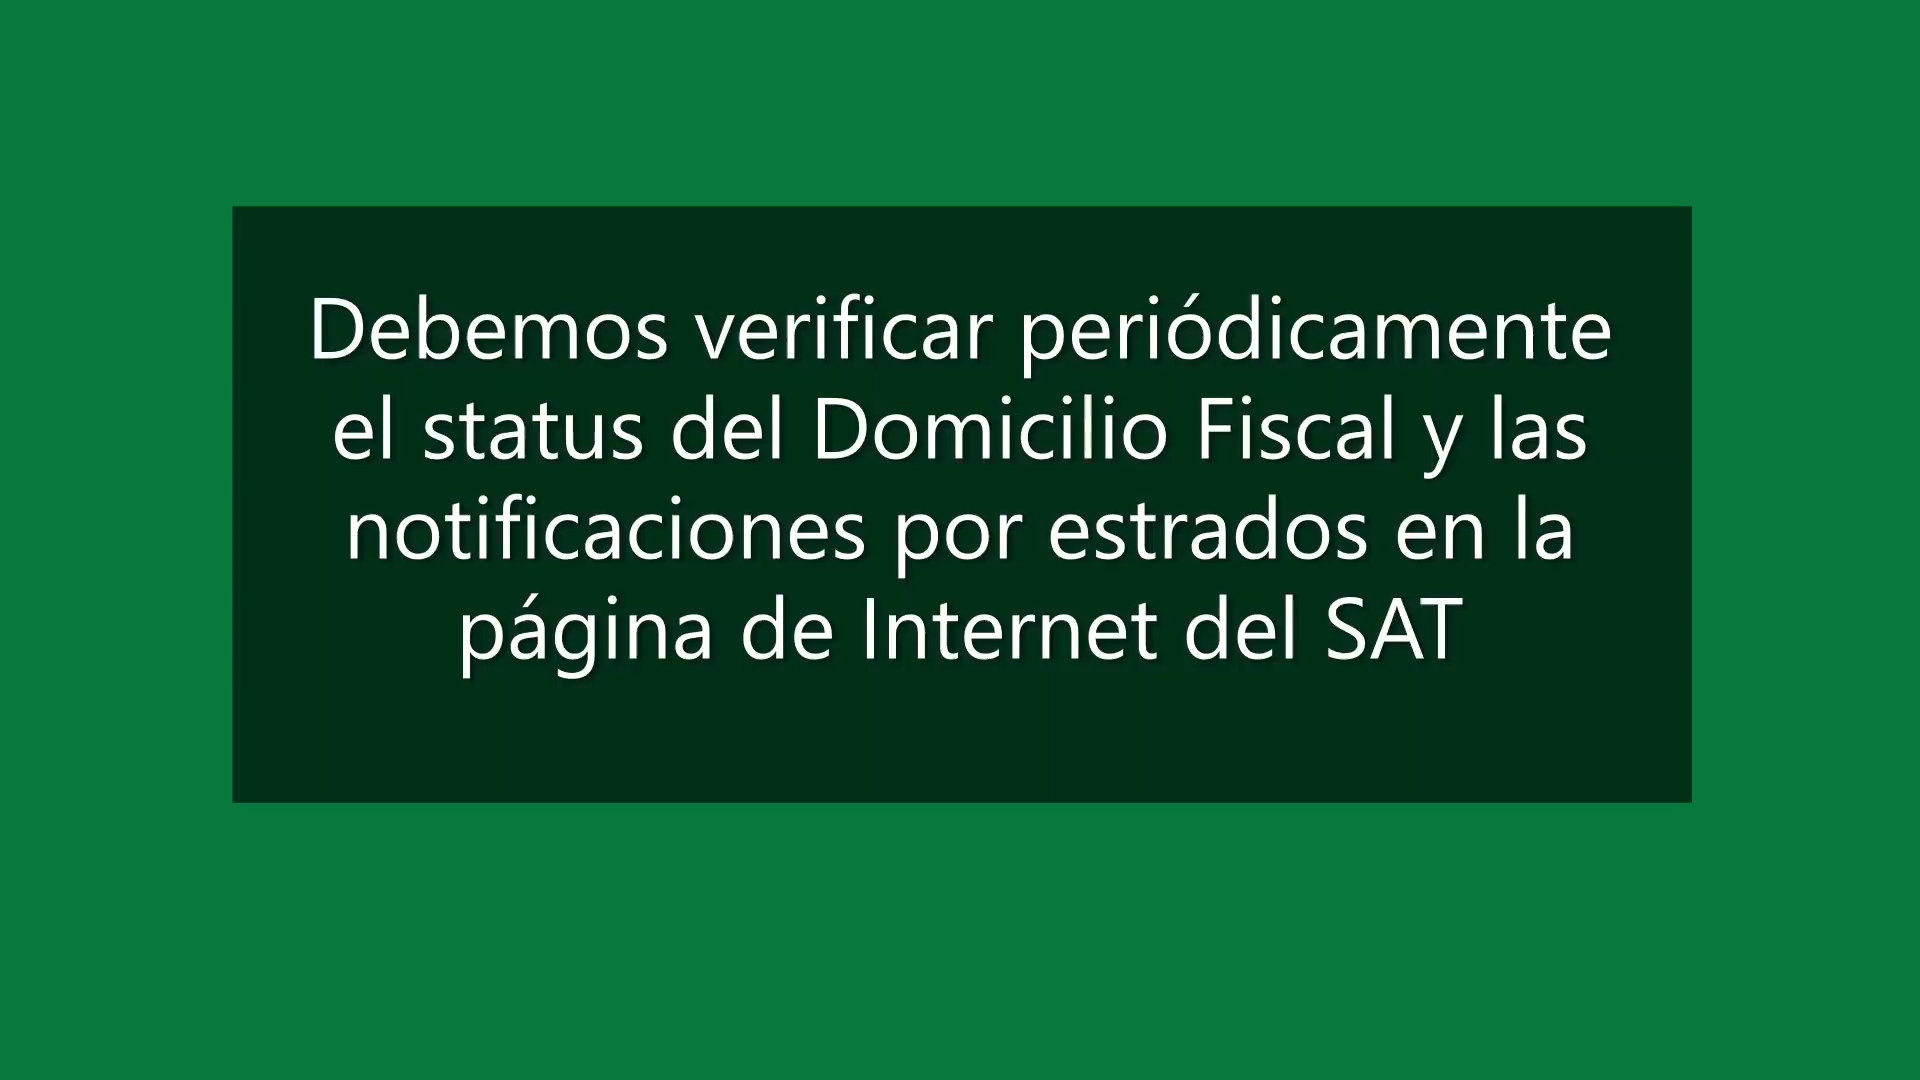 Debemos verificar periódicamente
el status del Domicilio Fiscal y las
notificaciones por estrados en la
página de Internet del SAT